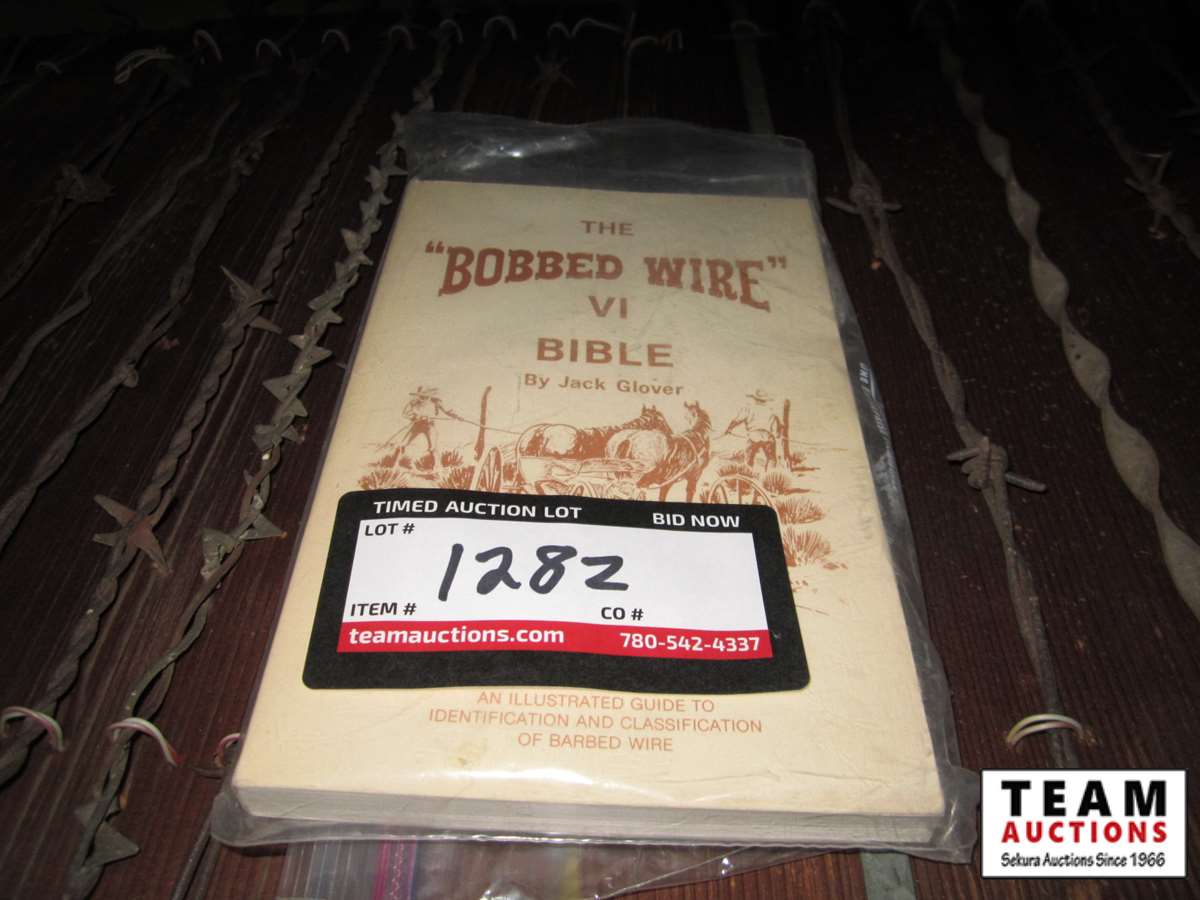 THE
"BOBBED WIRE"
VI
BIBLE
By Jack Glover
TIMED AUCTION LOT BID NOW
LOT #
1282
ITEM # CO #
teamauctions.com 780-542-4337
AN ILLUSTRATED GUIDE TO
IDENTIFICATION AND CLASSIFICATION
OF BARBED WIRE
TEAM
AUCTIONS
Sekura Auctions Since 1966